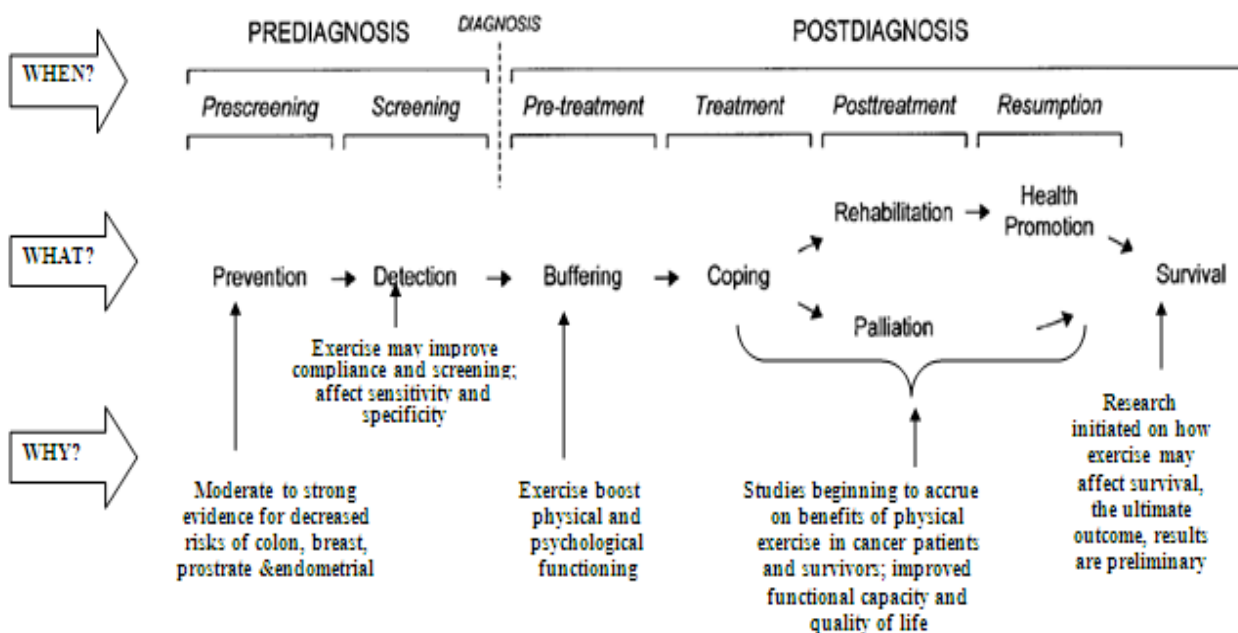 PREDIAGNOSIS
DIAGNOSIS
POSTDIAGNOSIS
WHEN?
Prescreening
Screening
Pre-treatment
Treatment
Posttreatment
Resumption
WHAT?
Prevention
Detection
Buffering
Coping
Rehabilitation
Health
Promotion
Palliation
Survival
WHY?
Moderate to strong
evidence for decreased
risks of colon, breast,
prostrate &endometrial
Exercise may improve
compliance and screening;
affect sensitivity and
specificity
Exercise boost
physical and
psychological
functioning
Studies beginning to accrue
on benefits of physical
exercise in cancer patients
and survivors; improved
functional capacity and
quality of life
Research
initiated on how
exercise may
affect survival,
the ultimate
outcome, results
are preliminary